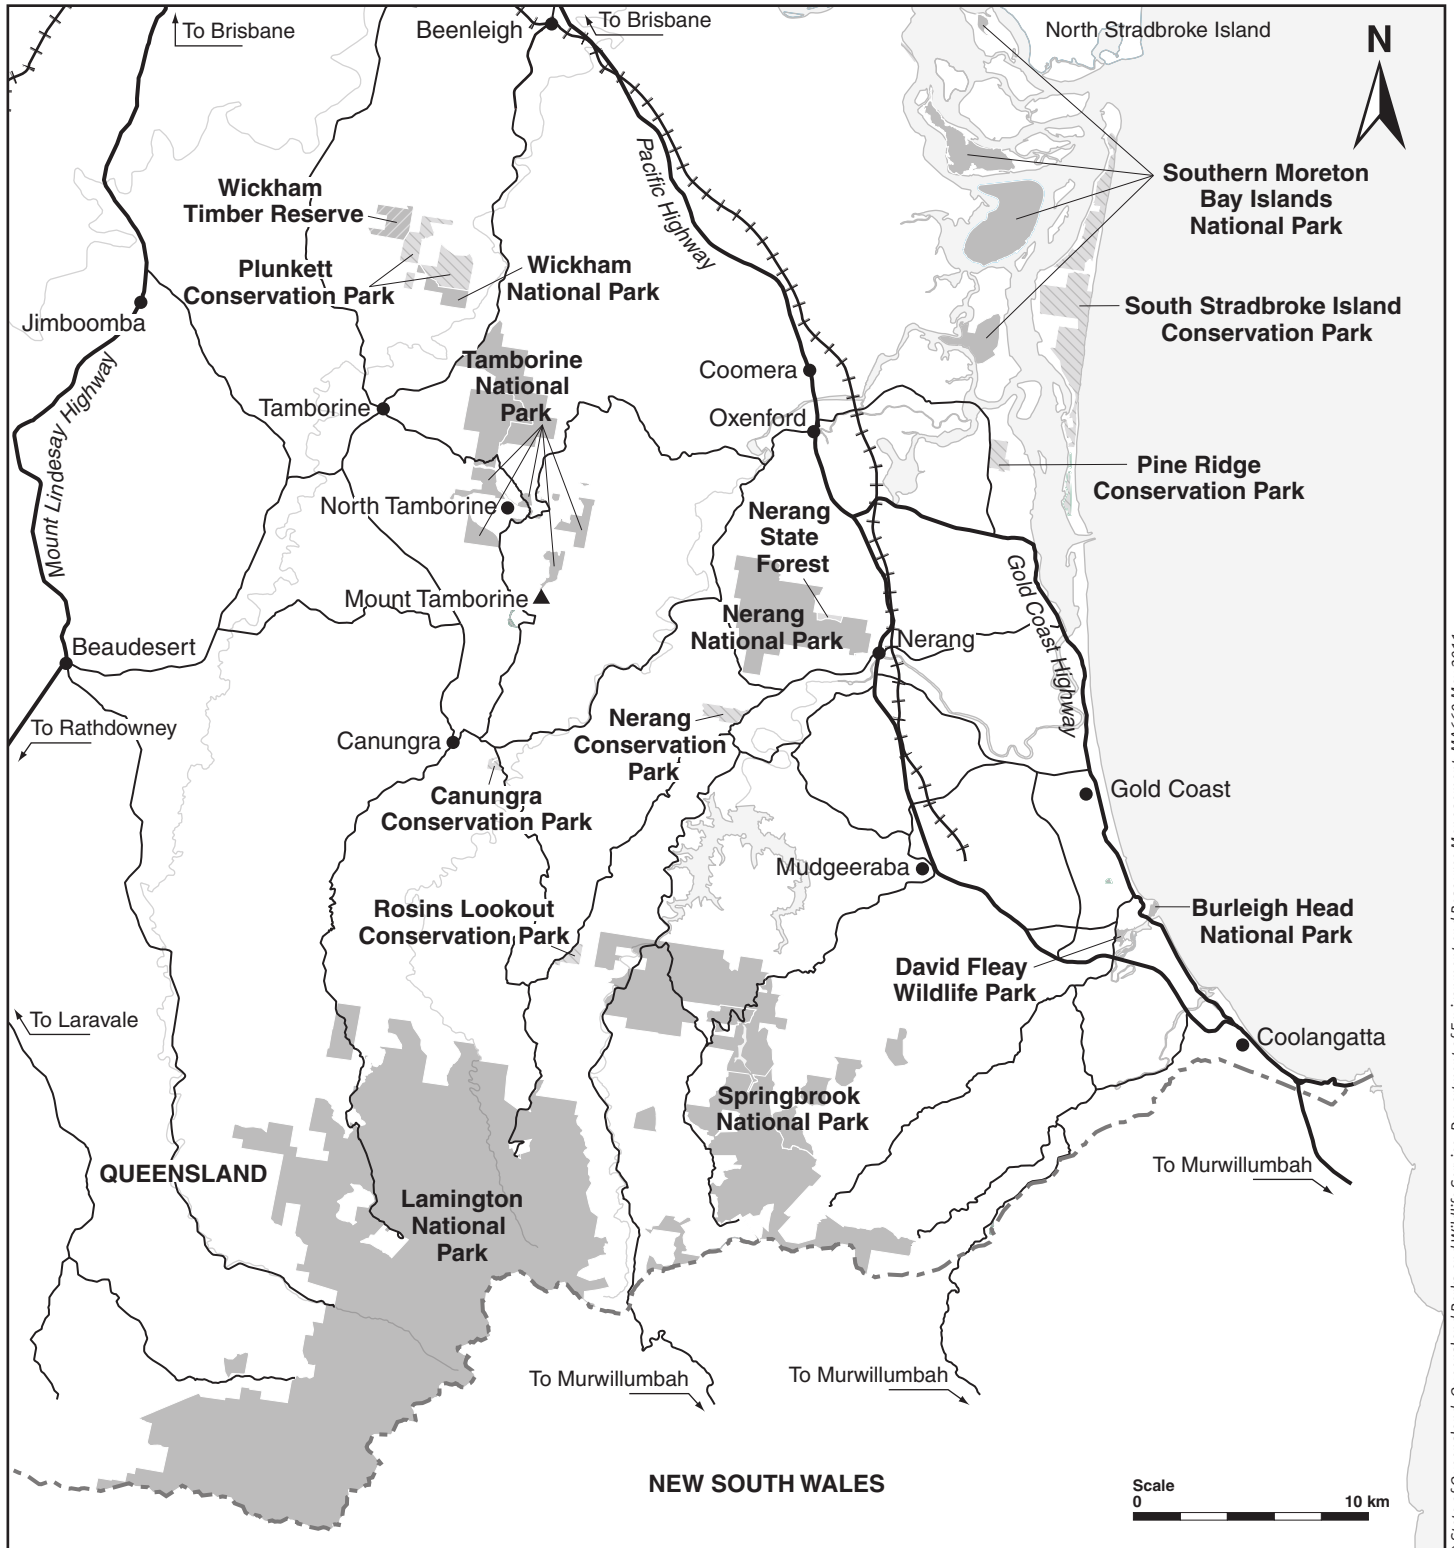 To Brisbane
Beenleigh
To Brisbane
North Stradbroke Island
N
Pacific Highway
Southern Moreton
Bay Islands
National Park
Wickham
Timber Reserve
Plunkett
Conservation Park
Wickham
National Park
Jimboomba
South Stradbroke Island
Conservation Park
Mount Lindesay Highway
Tamborine
National
Park
Coomera
Tamborine
Oxenford
Pine Ridge
Conservation Park
North Tamborine
Nerang
State
Forest
Gold Coast Highway
Mount Tamborine
Nerang
National Park
Nerang
Beaudesert
To Rathdowney
Canungra
Nerang
Conservation
Park
Gold Coast
Canungra
Conservation Park
Mudgeeraba
Rosins Lookout
Conservation Park
Burleigh Head
National Park
David Fleay
Wildlife Park
To Laravale
Coolangatta
Springbrook
National Park
QUEENSLAND
To Murwillumbah
Lamington
National
Park
To Murwillumbah
To Murwillumbah
NEW SOUTH WALES
Scale
0 10 km